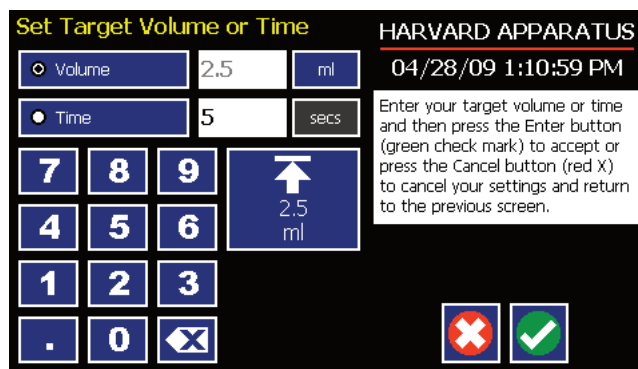 Set Target Volume or Time
HARVARD APPARATUS
04/28/09 1:10:59 PM
Volume 2.5 ml
Time 5 secs
Enter your target volume or time
and then press the Enter button
(green check mark) to accept or
press the Cancel button (red X)
to cancel your settings and return
to the previous screen.
7 8 9
2.5
ml
4 5 6
1 2 3
. 0